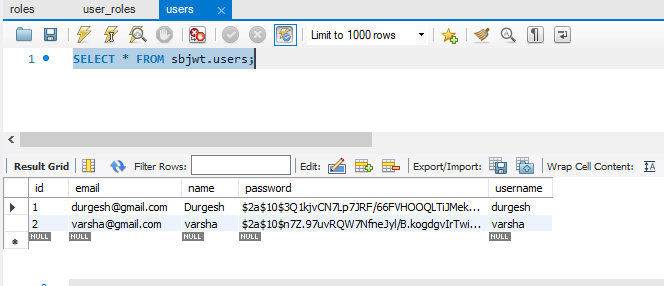 roles user_roles users
Limit to 1000 rows
1 SELECT * FROM sbjwt.users;
Result Grid Filter Rows: Edit: Export/Import: Wrap Cell Content:
id email name password username
1 durgesh@gmail.com Durgesh $2a$10$3Q1kjvCN7Lp7JRF/66FVHOOQLTiJMek... durgesh
2 varsha@gmail.com varsha $2a$10$n7Z.97uvRQW7NfneJyl/B.kogdgvIrTwi... varsha
NULL NULL NULL NULL NULL